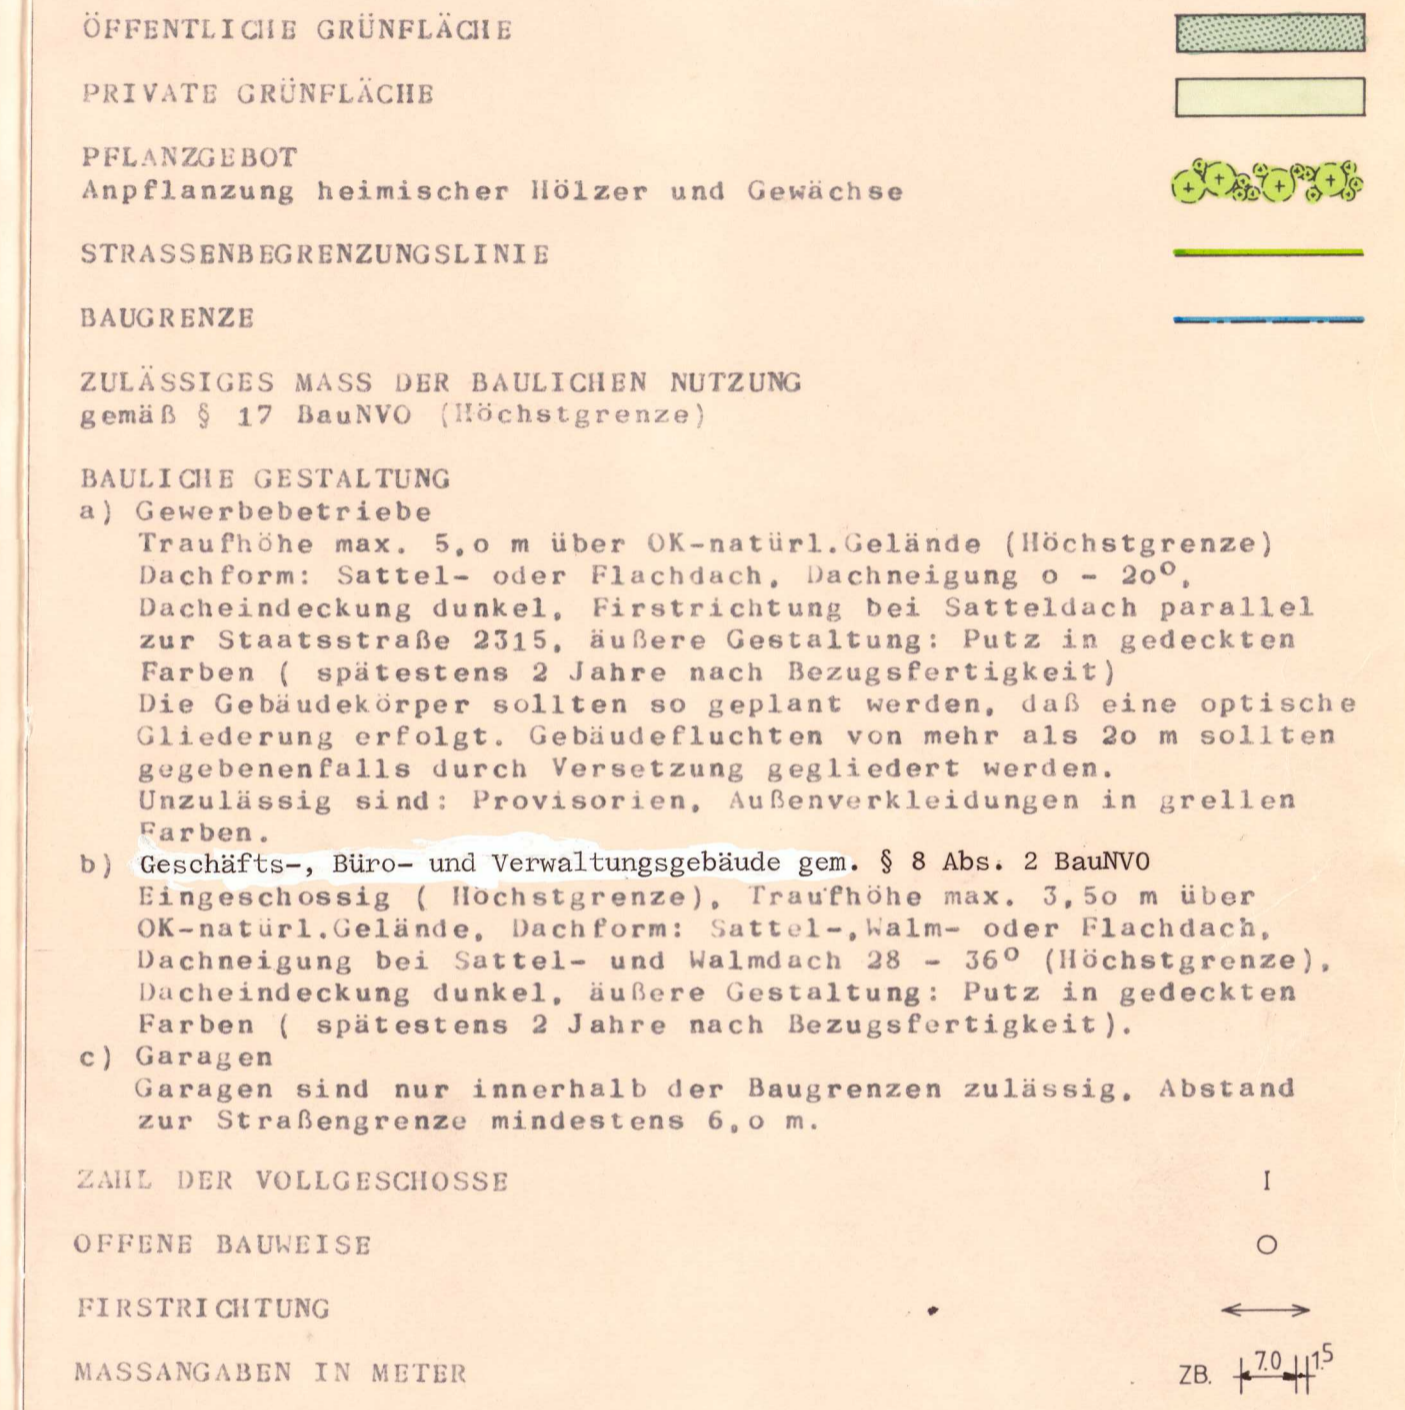 ÖFFENTLICHE GRÜNFLÄCHE
PRIVATE GRÜNFLÄCHE
PFLANZGEBOT
Anpflanzung heimischer Hölzer und Gewächse
STRASSENBEGRENZUNGSLINIE
BAUGRENZE
ZULÄSSIGES MASS DER BAULICHEN NUTZUNG
gemäß § 17 BauNVO (Höchstgrenze)
BAULICHE GESTALTUNG
a) Gewerbebetriebe
Traufhöhe max. 5,o m über OK-natürl.Gelände (Höchstgrenze)
Dachform: Sattel- oder Flachdach, Dachneigung o - 2oº,
Dacheindeckung dunkel, Firstrichtung bei Satteldach parallel
zur Staatsstraße 2315, äußere Gestaltung: Putz in gedeckten
Farben ( spätestens 2 Jahre nach Bezugsfertigkeit)
Die Gebäudekörper sollten so geplant werden, daß eine optische
Gliederung erfolgt. Gebäudefluchten von mehr als 2o m sollten
gegebenenfalls durch Versetzung gegliedert werden.
Unzulässig sind: Provisorien, Außenverkleidungen in grellen
Farben.
b) Geschäfts-, Büro- und Verwaltungsgebäude gem. § 8 Abs. 2 BauNVO
Eingeschossig ( Höchstgrenze), Traufhöhe max. 3,5o m über
OK-natürl.Gelände, Dachform: Sattel-,Walm- oder Flachdach,
Dachneigung bei Sattel- und Walmdach 28 - 36º (Höchstgrenze),
Dacheindeckung dunkel, äußere Gestaltung: Putz in gedeckten
Farben ( spätestens 2 Jahre nach Bezugsfertigkeit).
c) Garagen
Garagen sind nur innerhalb der Baugrenzen zulässig, Abstand
zur Straßengrenze mindestens 6,o m.
ZAHL DER VOLLGESCHOSSE I
OFFENE BAUWEISE O
FIRSTRICHTUNG
MASSANGABEN IN METER ZB. 7.0 1.5